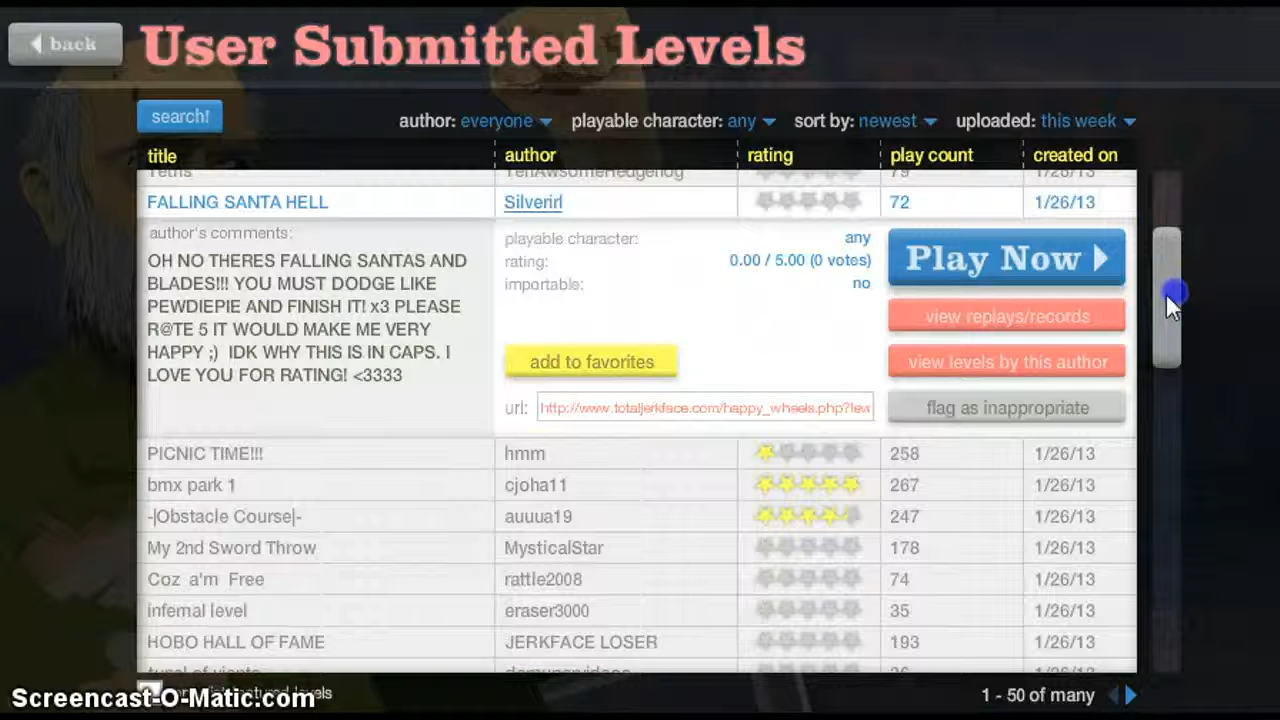 back
User Submitted Levels
search!
author: everyone playable character: any sort by: newest uploaded: this week
title author rating play count created on
Tetris YenAwsomeHedgehog 79 1/26/13
FALLING SANTA HELL Silverirl 72 1/26/13
author's comments:
OH NO THERES FALLING SANTAS AND
BLADES!!! YOU MUST DODGE LIKE
PEWDIEPIE AND FINISH IT! x3 PLEASE
R@TE 5 IT WOULD MAKE ME VERY
HAPPY ;) IDK WHY THIS IS IN CAPS. I
LOVE YOU FOR RATING! <3333
playable character: any
rating: 0.00 / 5.00 (0 votes)
importable: no
add to favorites
url: http://www.totaljerkface.com/happy_wheels.php?lev
Play Now
view replays/records
view levels by this author
flag as inappropriate
PICNIC TIME!!! hmm 258 1/26/13
bmx park 1 cjoha11 267 1/26/13
-|Obstacle Course|- auuua19 247 1/26/13
My 2nd Sword Throw MysticalStar 178 1/26/13
Coz a'm Free rattle2008 74 1/26/13
infernal level eraser3000 35 1/26/13
HOBO HALL OF FAME JERKFACE LOSER 193 1/26/13
levels
1 - 50 of many
Screencast-O-Matic.com